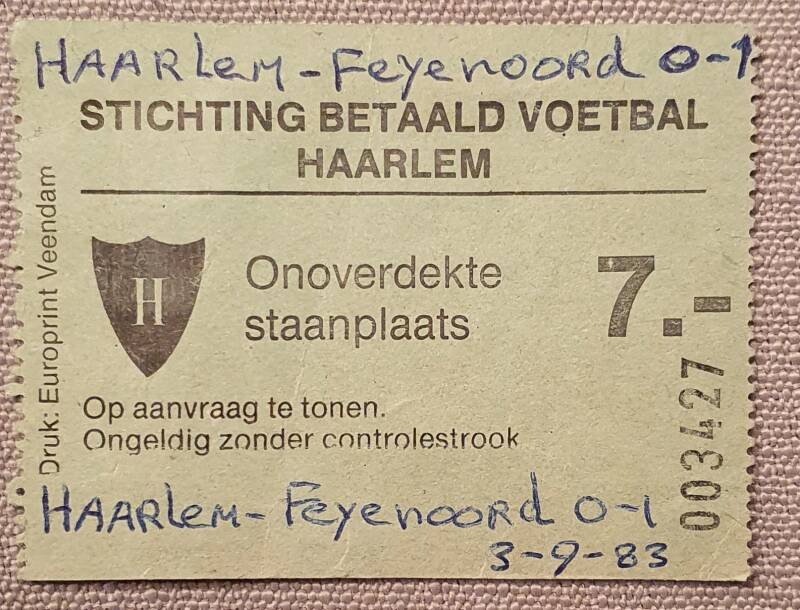 HAARLem - FeyenOORD 0-1
STICHTING BETAALD VOETBAL
HAARLEM
Druk: Europrint Veendam
H
Onoverdekte
staanplaats
7.-
Op aanvraag te tonen.
Ongeldig zonder controlestrook
003427
HAARLem - FeyenOORD 0-1
3-9-83